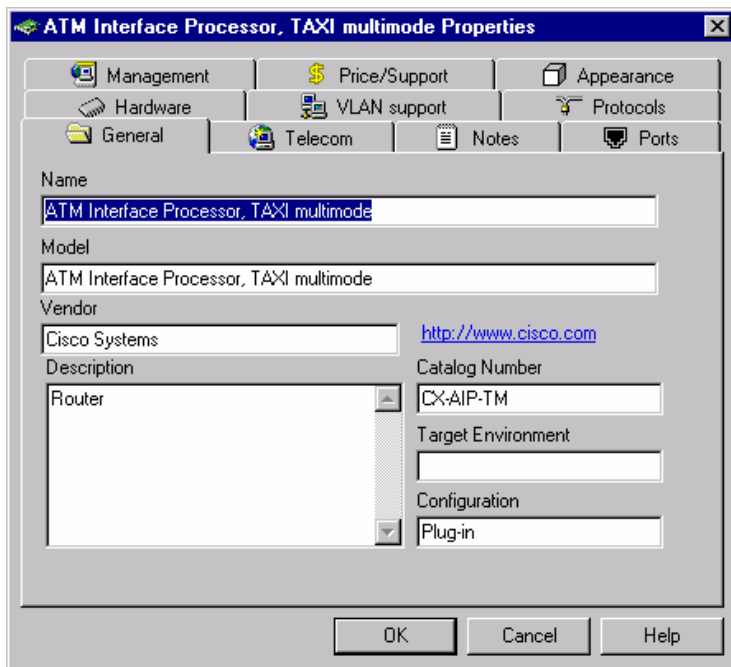 ATM Interface Processor, TAXI multimode Properties
Management Price/Support Appearance
Hardware VLAN support Protocols
General Telecom Notes Ports
Name
ATM Interface Processor, TAXI multimode
Model
ATM Interface Processor, TAXI multimode
Vendor
Cisco Systems http://www.cisco.com
Description Catalog Number
Router CX-AIP-TM
Target Environment
Configuration
Plug-in
OK Cancel Help